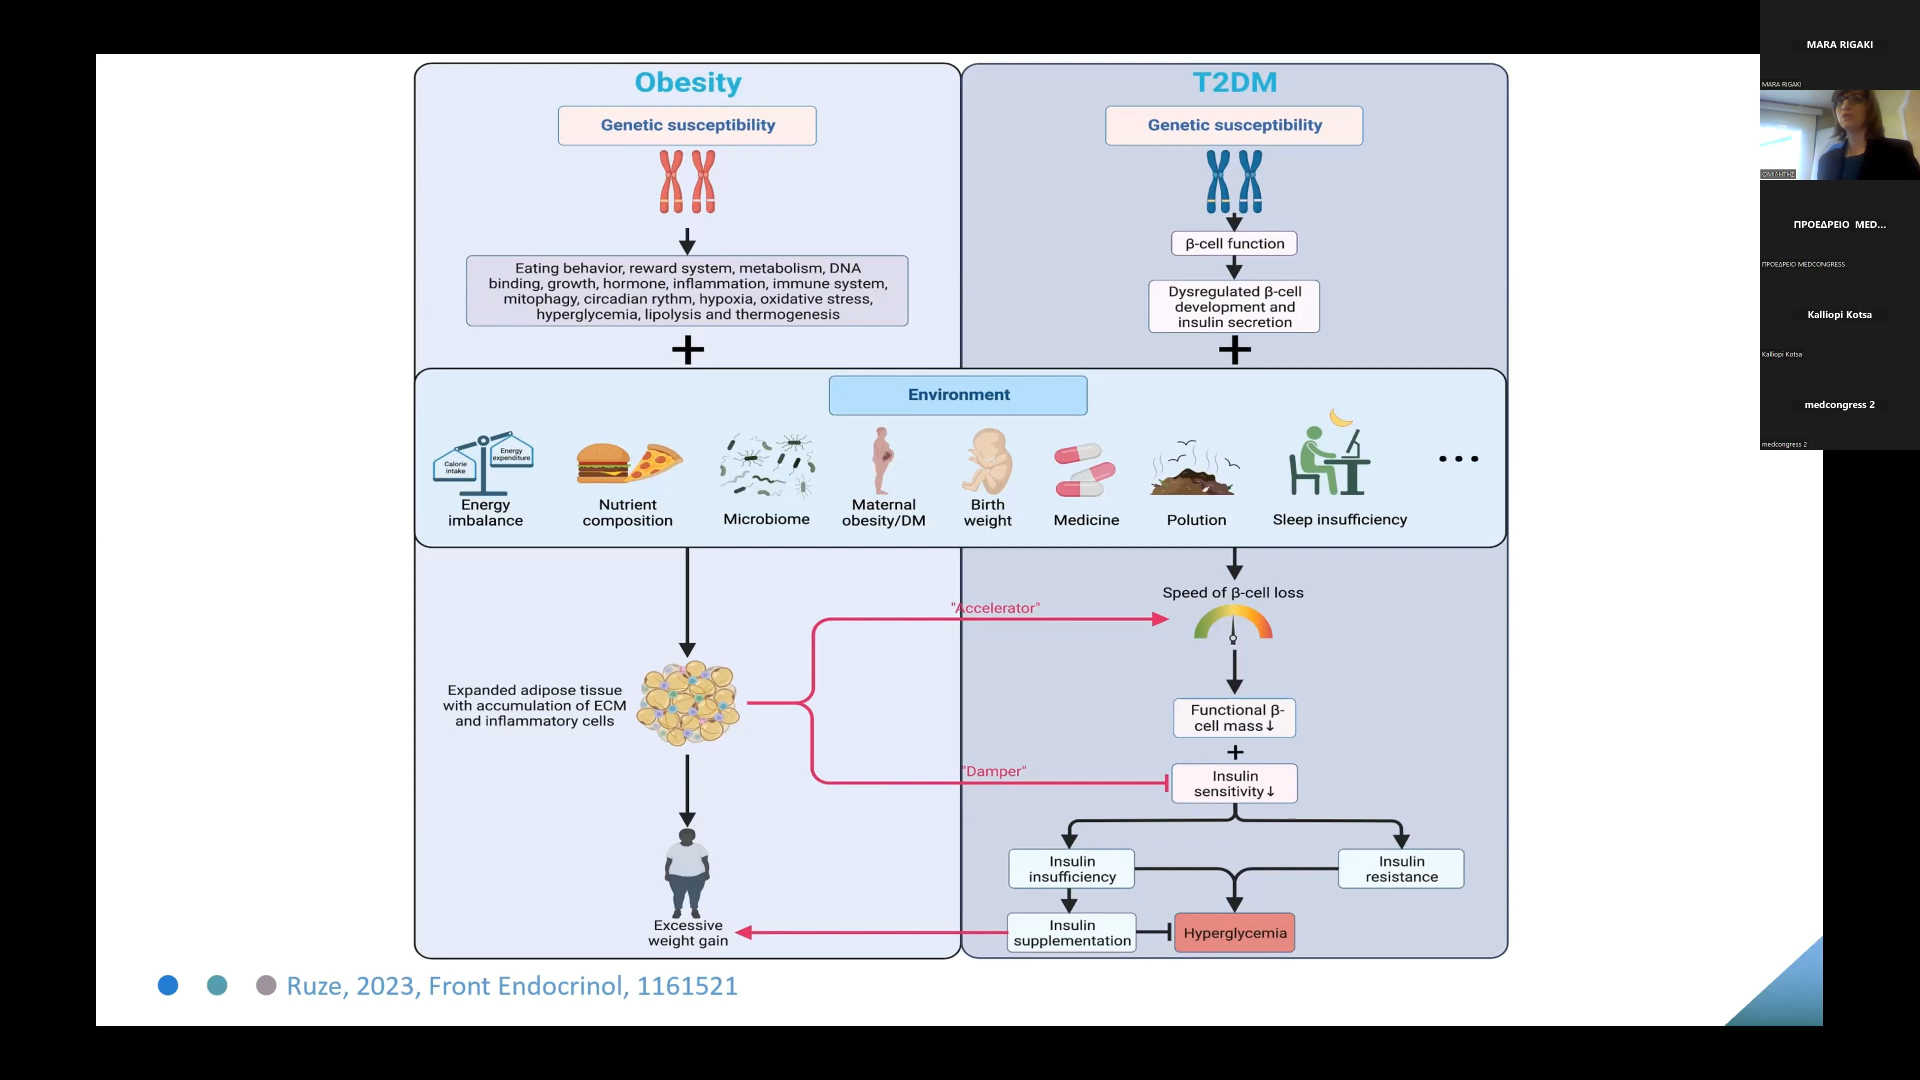 Obesity
T2DM
Genetic susceptibility
Genetic susceptibility
β-cell function
Eating behavior, reward system, metabolism, DNA
binding, growth, hormone, inflammation, immune system,
mitophagy, circadian rythm, hypoxia, oxidative stress,
hyperglycemia, lipolysis and thermogenesis
Dysregulated β-cell
development and
insulin secretion
+
+
Environment
Calorie
intake
Energy
expenditure
Energy
imbalance
Nutrient
composition
Microbiome
Maternal
obesity/DM
Birth
weight
Medicine
Polution
Sleep insufficiency
...
Speed of β-cell loss
"Accelerator"
Expanded adipose tissue
with accumulation of ECM
and inflammatory cells
Functional β-
cell mass↓
+
"Damper"
Insulin
sensitivity↓
Insulin
insufficiency
Insulin
resistance
Excessive
weight gain
Insulin
supplementation
Hyperglycemia
Ruze, 2023, Front Endocrinol, 1161521
MARA RIGAKI
MARA RIGAKI
ΟΜΙΛΗΤΗΣ
ΠΡΟΕΔΡΕΙΟ MED...
ΠΡΟΕΔΡΕΙΟ MEDCONGRESS
Kalliopi Kotsa
Kalliopi Kotsa
medcongress 2
medcongress 2